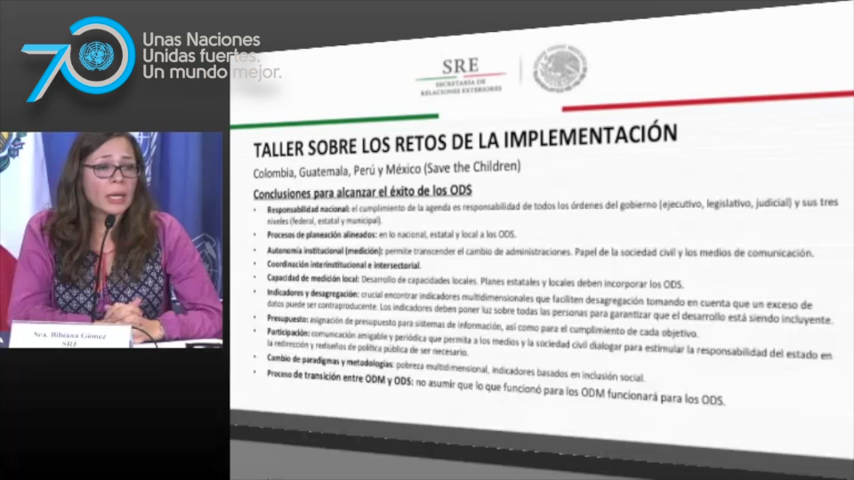 70
Unas Naciones
Unidas fuertes.
Un mundo mejor.
SRE
SECRETARÍA DE
RELACIONES EXTERIORES
TALLER SOBRE LOS RETOS DE LA IMPLEMENTACIÓN
Colombia, Guatemala, Perú y México (Save the Children)
Conclusiones para alcanzar el éxito de los ODS
• Responsabilidad nacional: el cumplimiento de la agenda es responsabilidad de todos los órdenes del gobierno (ejecutivo, legislativo, judicial) y sus tres
niveles (federal, estatal y municipal).
• Procesos de planeación alineados: en lo nacional, estatal y local a los ODS.
• Autonomía institucional (medición): permite transcender el cambio de administraciones. Papel de la sociedad civil y los medios de comunicación.
• Coordinación interinstitucional e intersectorial.
• Capacidad de medición local: Desarrollo de capacidades locales. Planes estatales y locales deben incorporar los ODS.
• Indicadores y desagregación: crucial encontrar indicadores multidimensionales que faciliten desagregación tomando en cuenta que un exceso de
datos puede ser contraproducente. Los indicadores deben poner luz sobre todas las personas para garantizar que el desarrollo está siendo incluyente.
• Presupuesto: asignación de presupuesto para sistemas de información, así como para el cumplimiento de cada objetivo.
• Participación: comunicación amigable y periódica que permita a los medios y la sociedad civil dialogar para estimular la responsabilidad del estado en
la redirección y rediseños de política pública de ser necesario.
• Cambio de paradigmas y metodologías: pobreza multidimensional, indicadores basados en inclusión social.
• Proceso de transición entre ODM y ODS: no asumir que lo que funcionó para los ODM funcionará para los ODS.
Sra. Bibiana Gómez
SRE